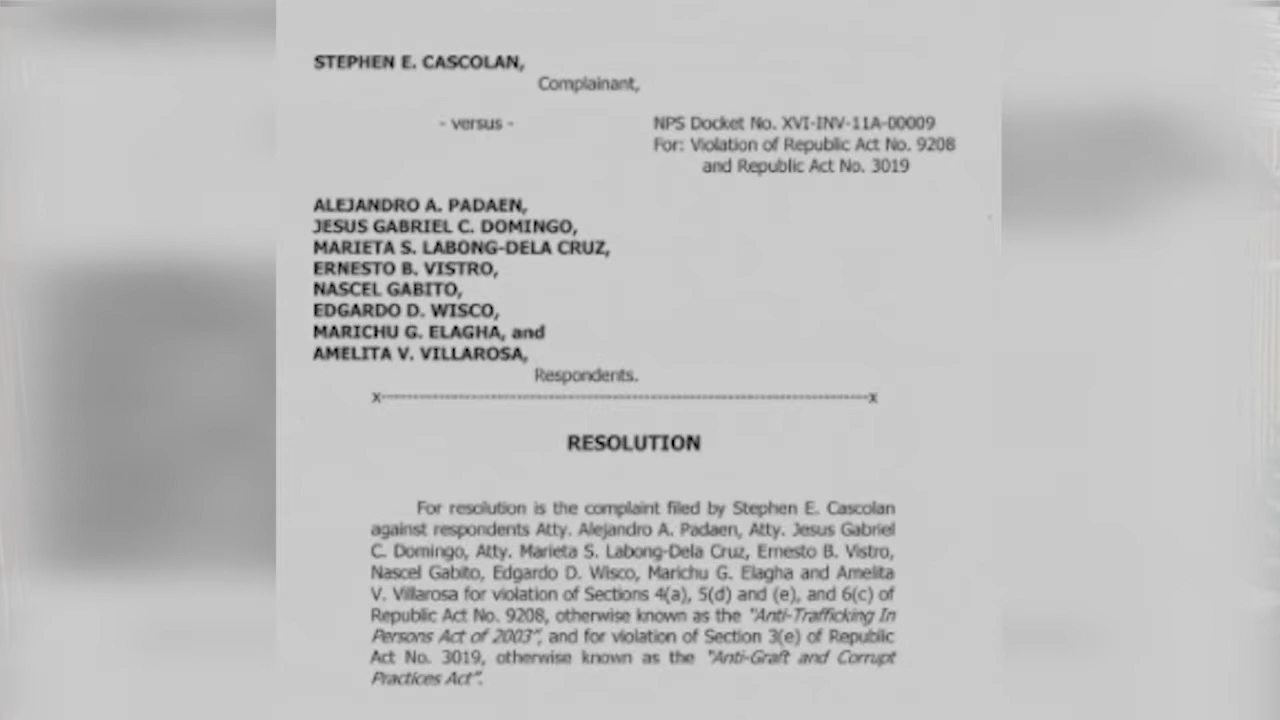 STEPHEN E. CASCOLAN,
Complainant,
- versus -
NPS Docket No. XVI-INV-11A-00009
For: Violation of Republic Act No. 9208
and Republic Act No. 3019
ALEJANDRO A. PADAEN,
JESUS GABRIEL C. DOMINGO,
MARIETA S. LABONG-DELA CRUZ,
ERNESTO B. VISTRO,
NASCEL GABITO,
EDGARDO D. WISCO,
MARICHU G. ELAGHA, and
AMELITA V. VILLAROSA,
Respondents.
x-----------------------------------------------------------------------x
RESOLUTION
For resolution is the complaint filed by Stephen E. Cascolan
against respondents Atty. Alejandro A. Padaen, Atty. Jesus Gabriel
C. Domingo, Atty. Marieta S. Labong-Dela Cruz, Ernesto B. Vistro,
Nascel Gabito, Edgardo D. Wisco, Marichu G. Elagha and Amelita
V. Villarosa for violation of Sections 4(a), 5(d) and (e), and 6(c) of
Republic Act No. 9208, otherwise known as the "Anti-Trafficking In
Persons Act of 2003", and for violation of Section 3(e) of Republic
Act No. 3019, otherwise known as the "Anti-Graft and Corrupt
Practices Act".